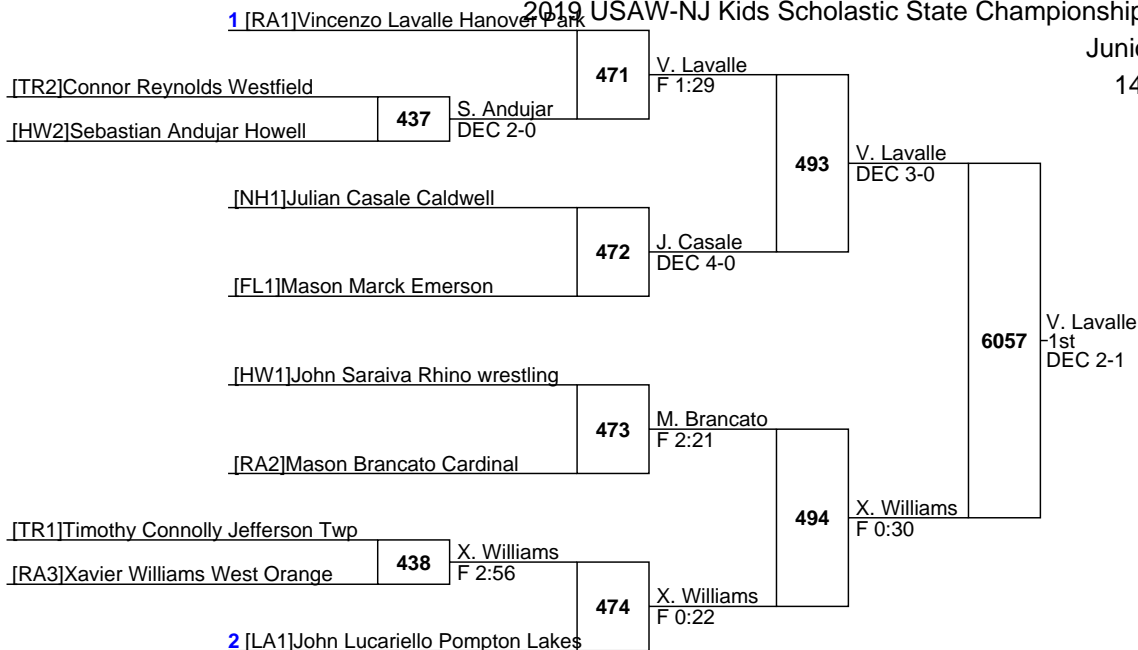 2019 USAW-NJ Kids Scholastic State Championship
1 [RA1]Vincenzo Lavalle Hanover Park
Junio
14
471
V. Lavalle
F 1:29
[TR2]Connor Reynolds Westfield
437
S. Andujar
DEC 2-0
[HW2]Sebastian Andujar Howell
493
V. Lavalle
DEC 3-0
[NH1]Julian Casale Caldwell
472
J. Casale
DEC 4-0
[FL1]Mason Marck Emerson
6057
V. Lavalle
1st
DEC 2-1
[HW1]John Saraiva Rhino wrestling
473
M. Brancato
F 2:21
[RA2]Mason Brancato Cardinal
494
X. Williams
F 0:30
[TR1]Timothy Connolly Jefferson Twp
438
X. Williams
F 2:56
[RA3]Xavier Williams West Orange
474
X. Williams
F 0:22
2 [LA1]John Lucariello Pompton Lakes